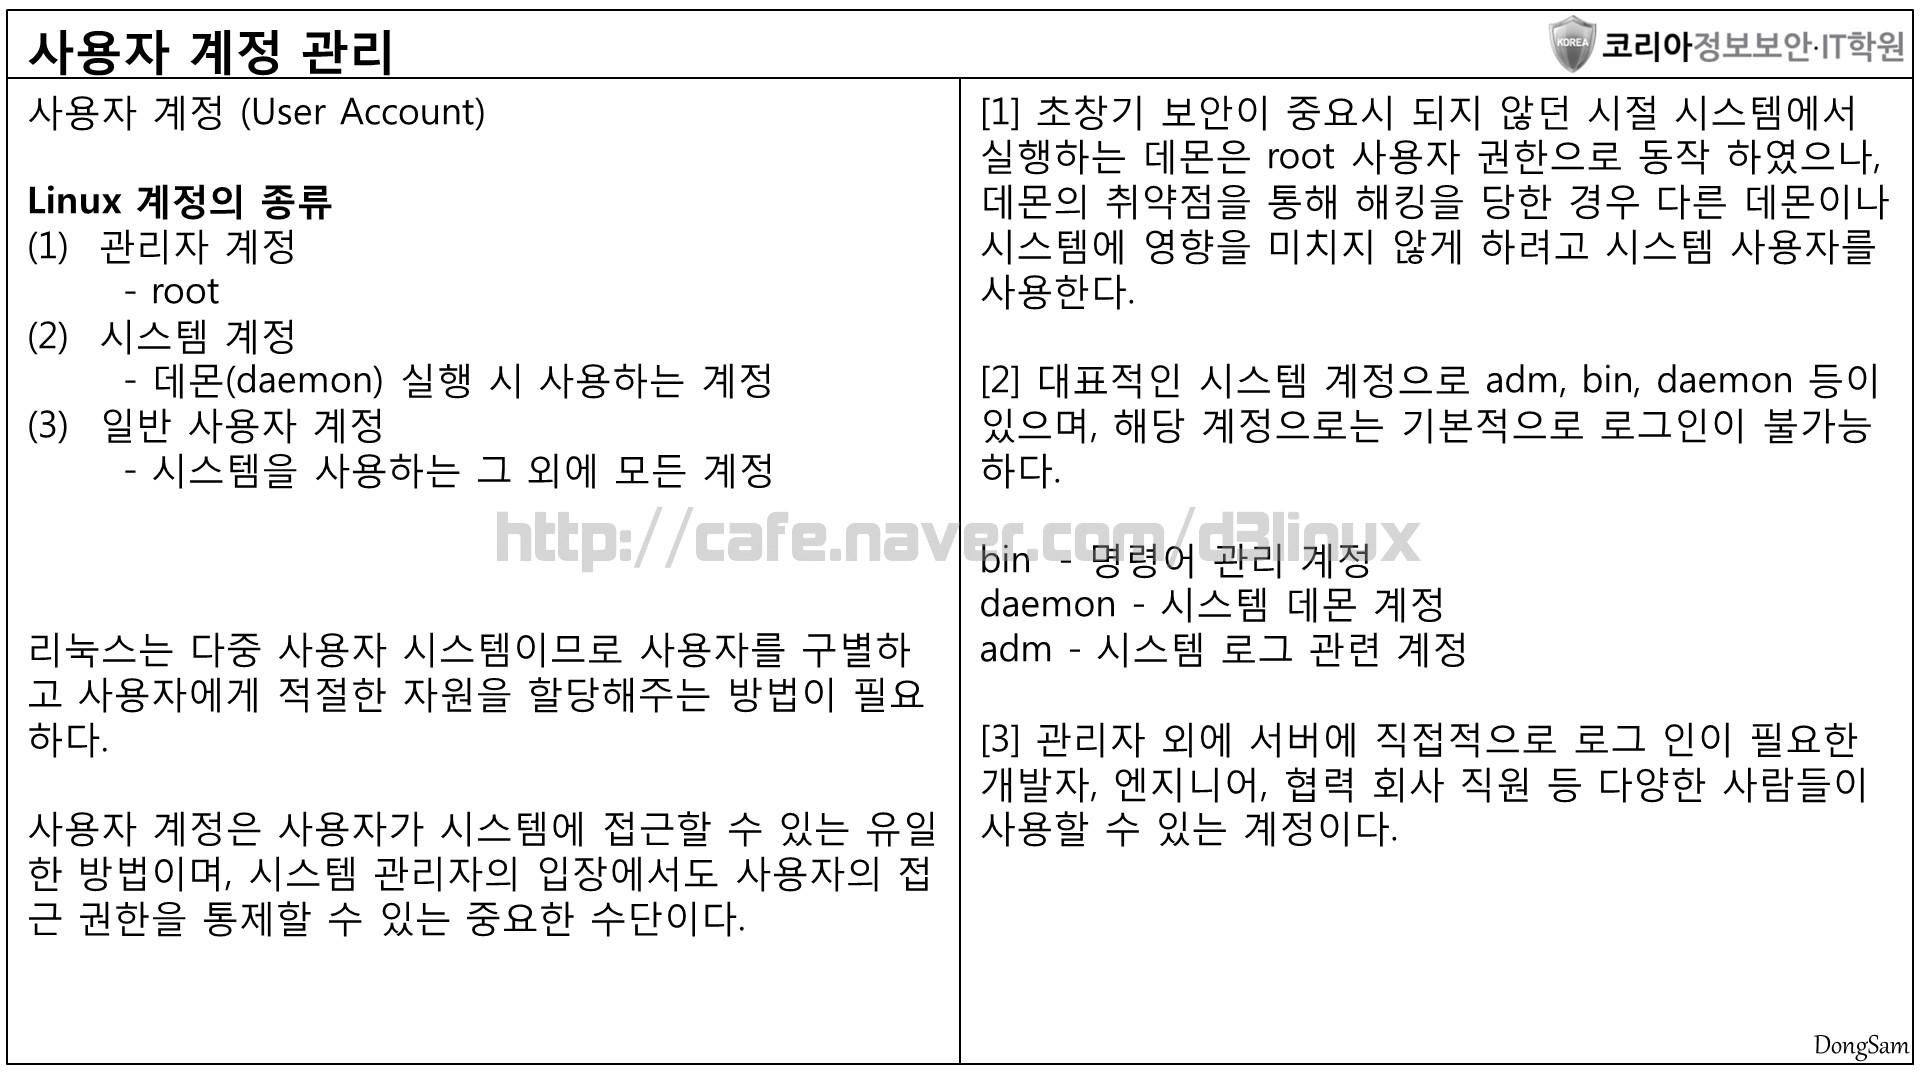 사용자 계정 관리
KOREA
코리아정보보안·IT학원
사용자 계정 (User Account)
Linux 계정의 종류
(1) 관리자 계정
- root
(2) 시스템 계정
- 데몬(daemon) 실행 시 사용하는 계정
(3) 일반 사용자 계정
- 시스템을 사용하는 그 외에 모든 계정
리눅스는 다중 사용자 시스템이므로 사용자를 구별하
고 사용자에게 적절한 자원을 할당해주는 방법이 필요
하다.
사용자 계정은 사용자가 시스템에 접근할 수 있는 유일
한 방법이며, 시스템 관리자의 입장에서도 사용자의 접
근 권한을 통제할 수 있는 중요한 수단이다.
[1] 초창기 보안이 중요시 되지 않던 시절 시스템에서
실행하는 데몬은 root 사용자 권한으로 동작 하였으나,
데몬의 취약점을 통해 해킹을 당한 경우 다른 데몬이나
시스템에 영향을 미치지 않게 하려고 시스템 사용자를
사용한다.
[2] 대표적인 시스템 계정으로 adm, bin, daemon 등이
있으며, 해당 계정으로는 기본적으로 로그인이 불가능
하다.
http://cafe.naver.com/d3linux
bin - 명령어 관리 계정
daemon - 시스템 데몬 계정
adm - 시스템 로그 관련 계정
[3] 관리자 외에 서버에 직접적으로 로그 인이 필요한
개발자, 엔지니어, 협력 회사 직원 등 다양한 사람들이
사용할 수 있는 계정이다.
DongSam